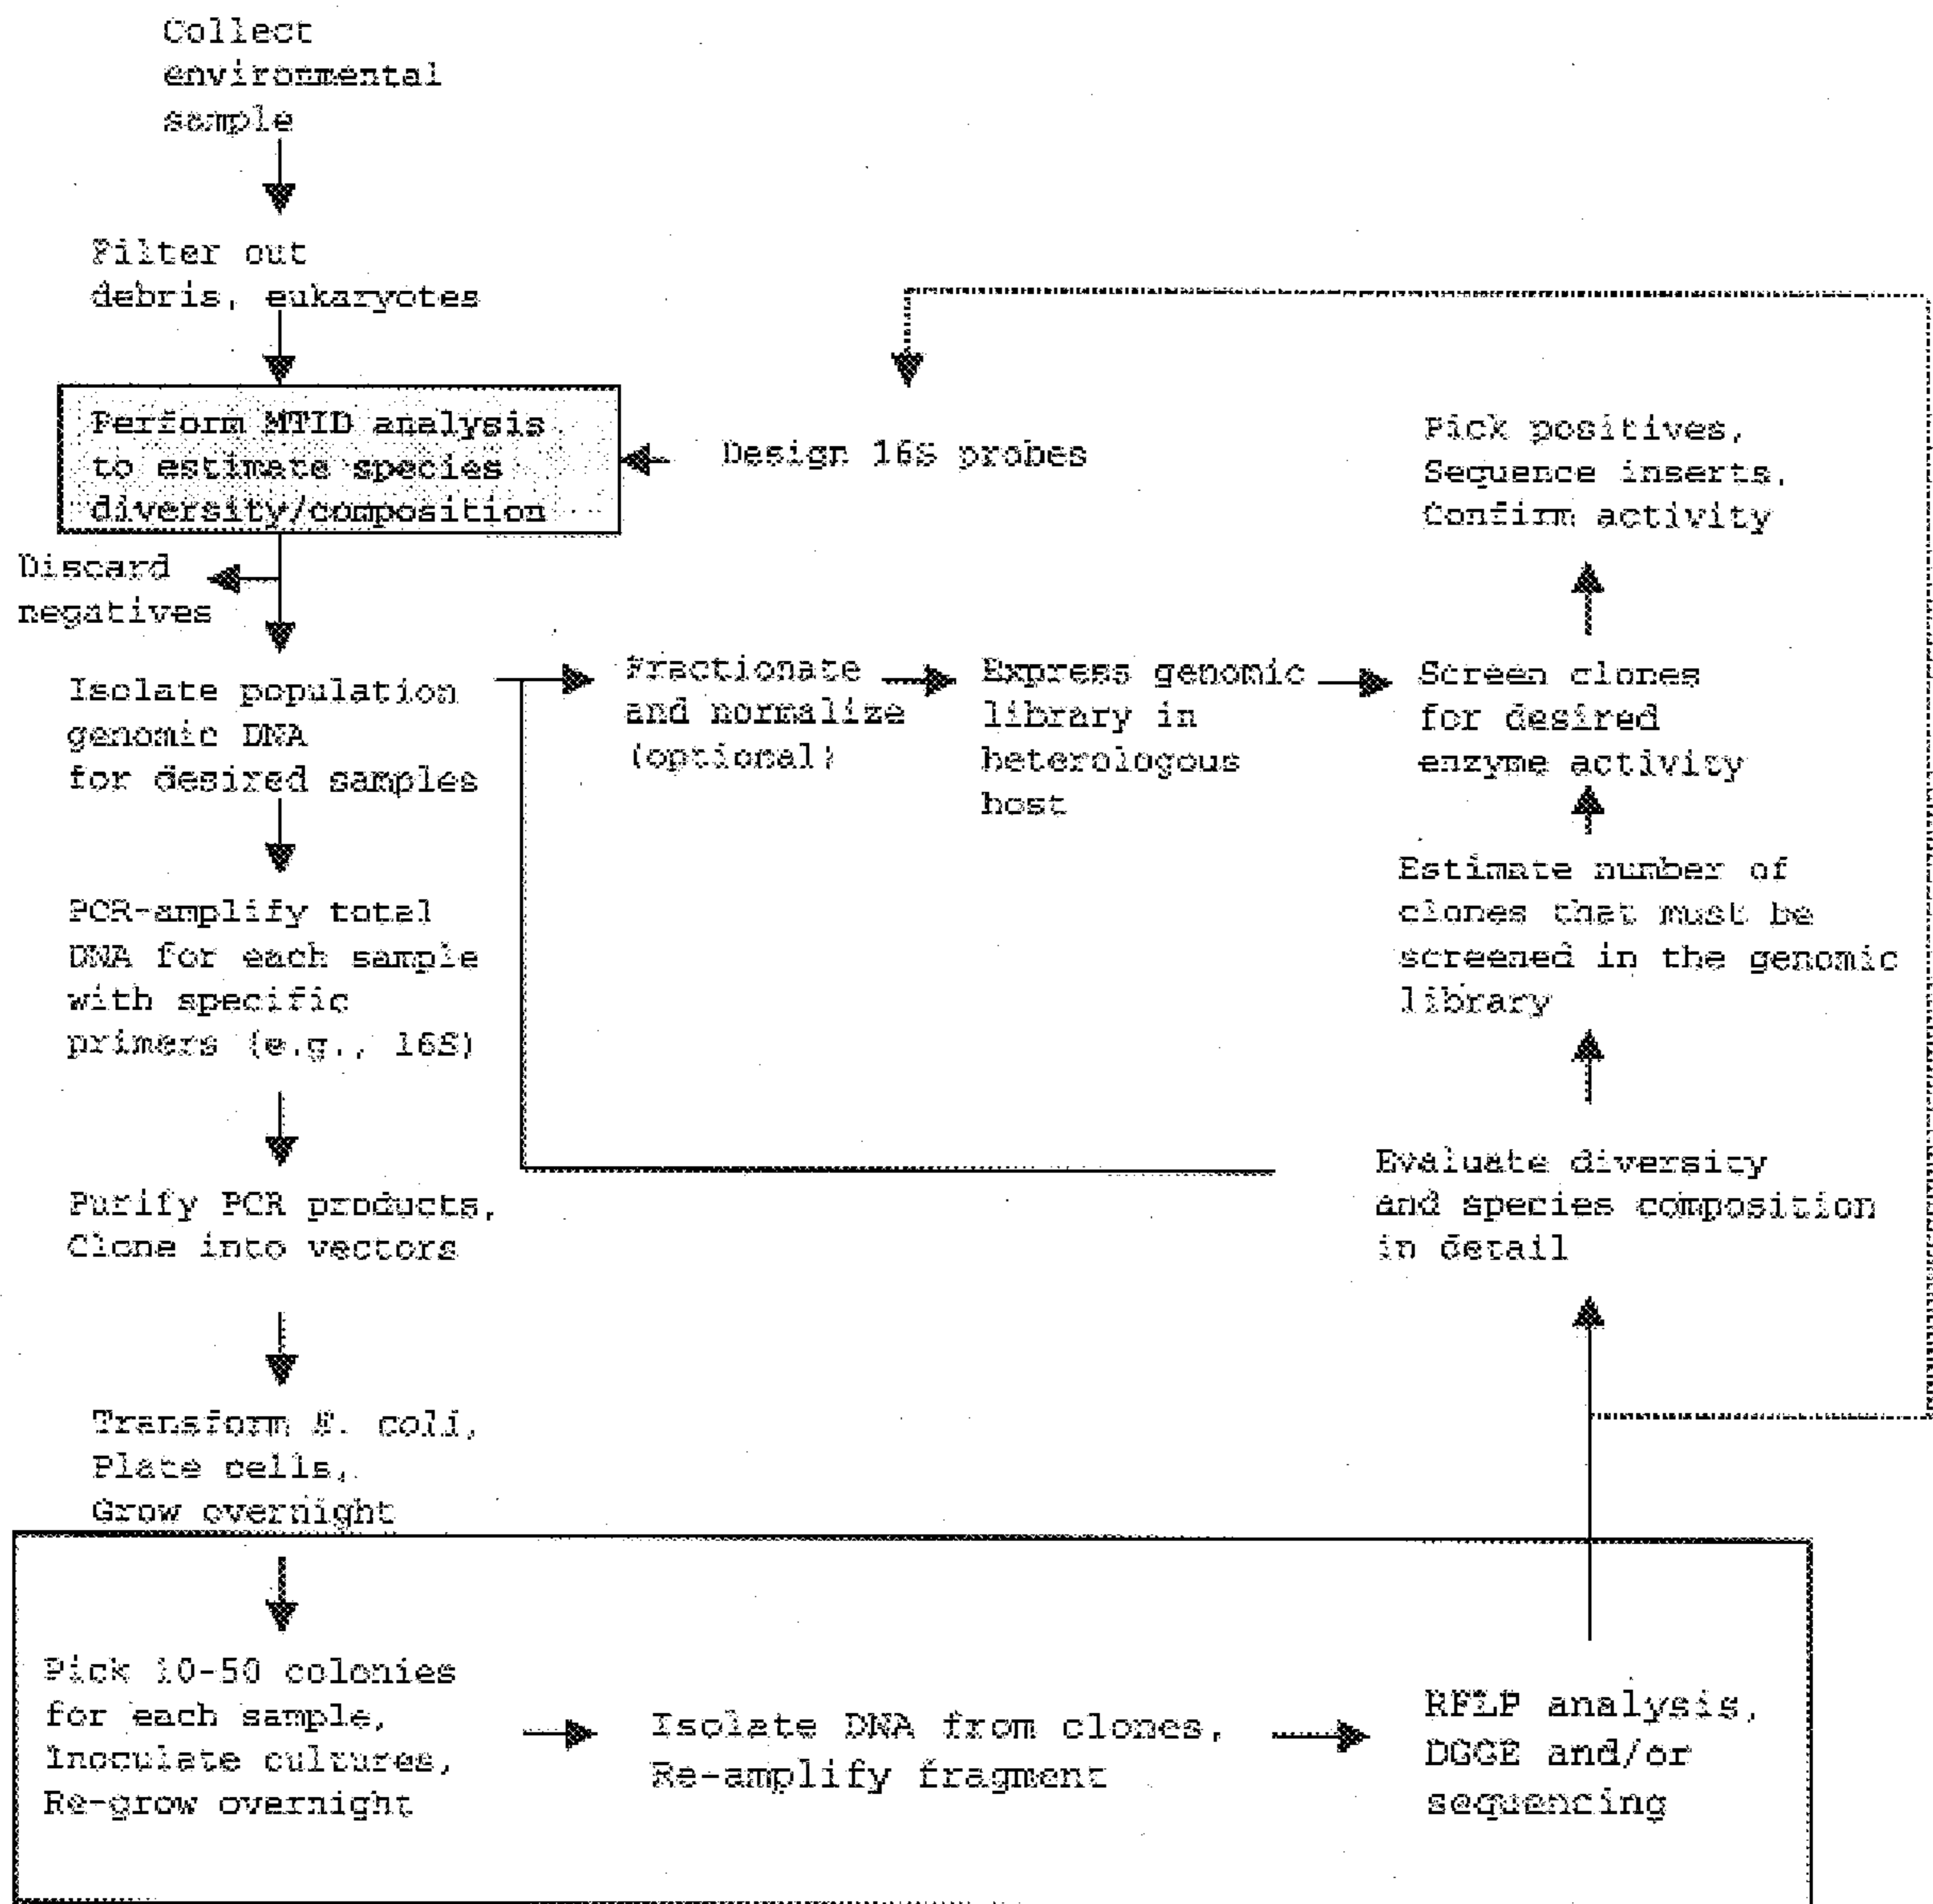 Collect
environmental
sample
Filter out
debris, eukaryotes
Perform MTID analysis
to estimate species
diversity/composition
Design 16S probes
Discard
negatives
Isolate population
genomic DNA
for desired samples
Fractionate
and normalize
(optional)
Express genomic
library in
heterologous
host
Screen clones
for desired
enzyme activity
Pick positives,
Sequence inserts,
Confirm activity
PCR-amplify total
DNA for each sample
with specific
primers (e.g., 16S)
Estimate number of
clones that must be
screened in the genomic
library
Purify PCR products,
Clone into vectors
Evaluate diversity
and species composition
in detail
Transform E. coli,
Plate cells,
Grow overnight
Pick 10-50 colonies
for each sample,
Inoculate cultures,
Re-grow overnight
Isolate DNA from clones,
Re-amplify fragment
RFLP analysis,
DGGE and/or
sequencing